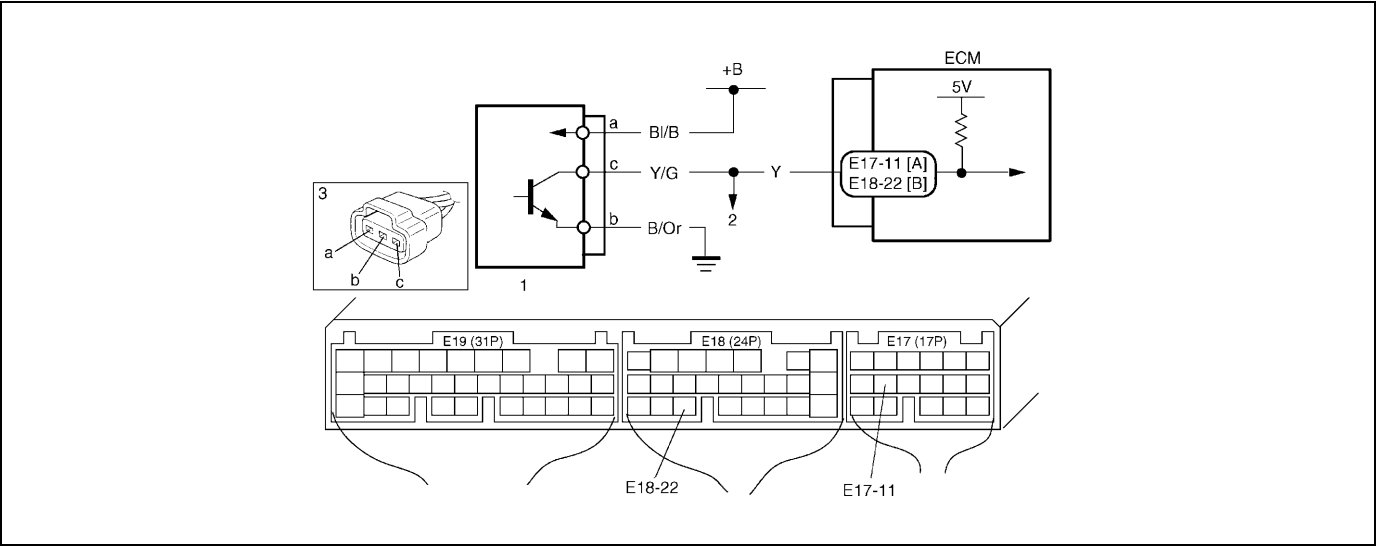 ECM
+B
5V
a
Bl/B
c
Y/G
Y
E17-11 [A]
E18-22 [B]
3
2
b
B/Or
a
b
c
1
E19 (31P)
E18 (24P)
E17 (17P)
E18-22
E17-11